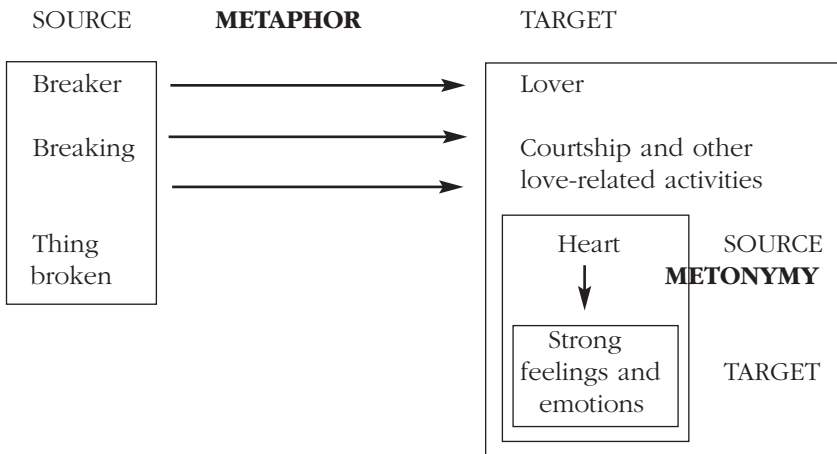 SOURCE METAPHOR TARGET
Breaker Lover
Breaking Courtship and other
love-related activities
Thing Heart SOURCE
broken METONYMY
Strong
feelings and TARGET
emotions